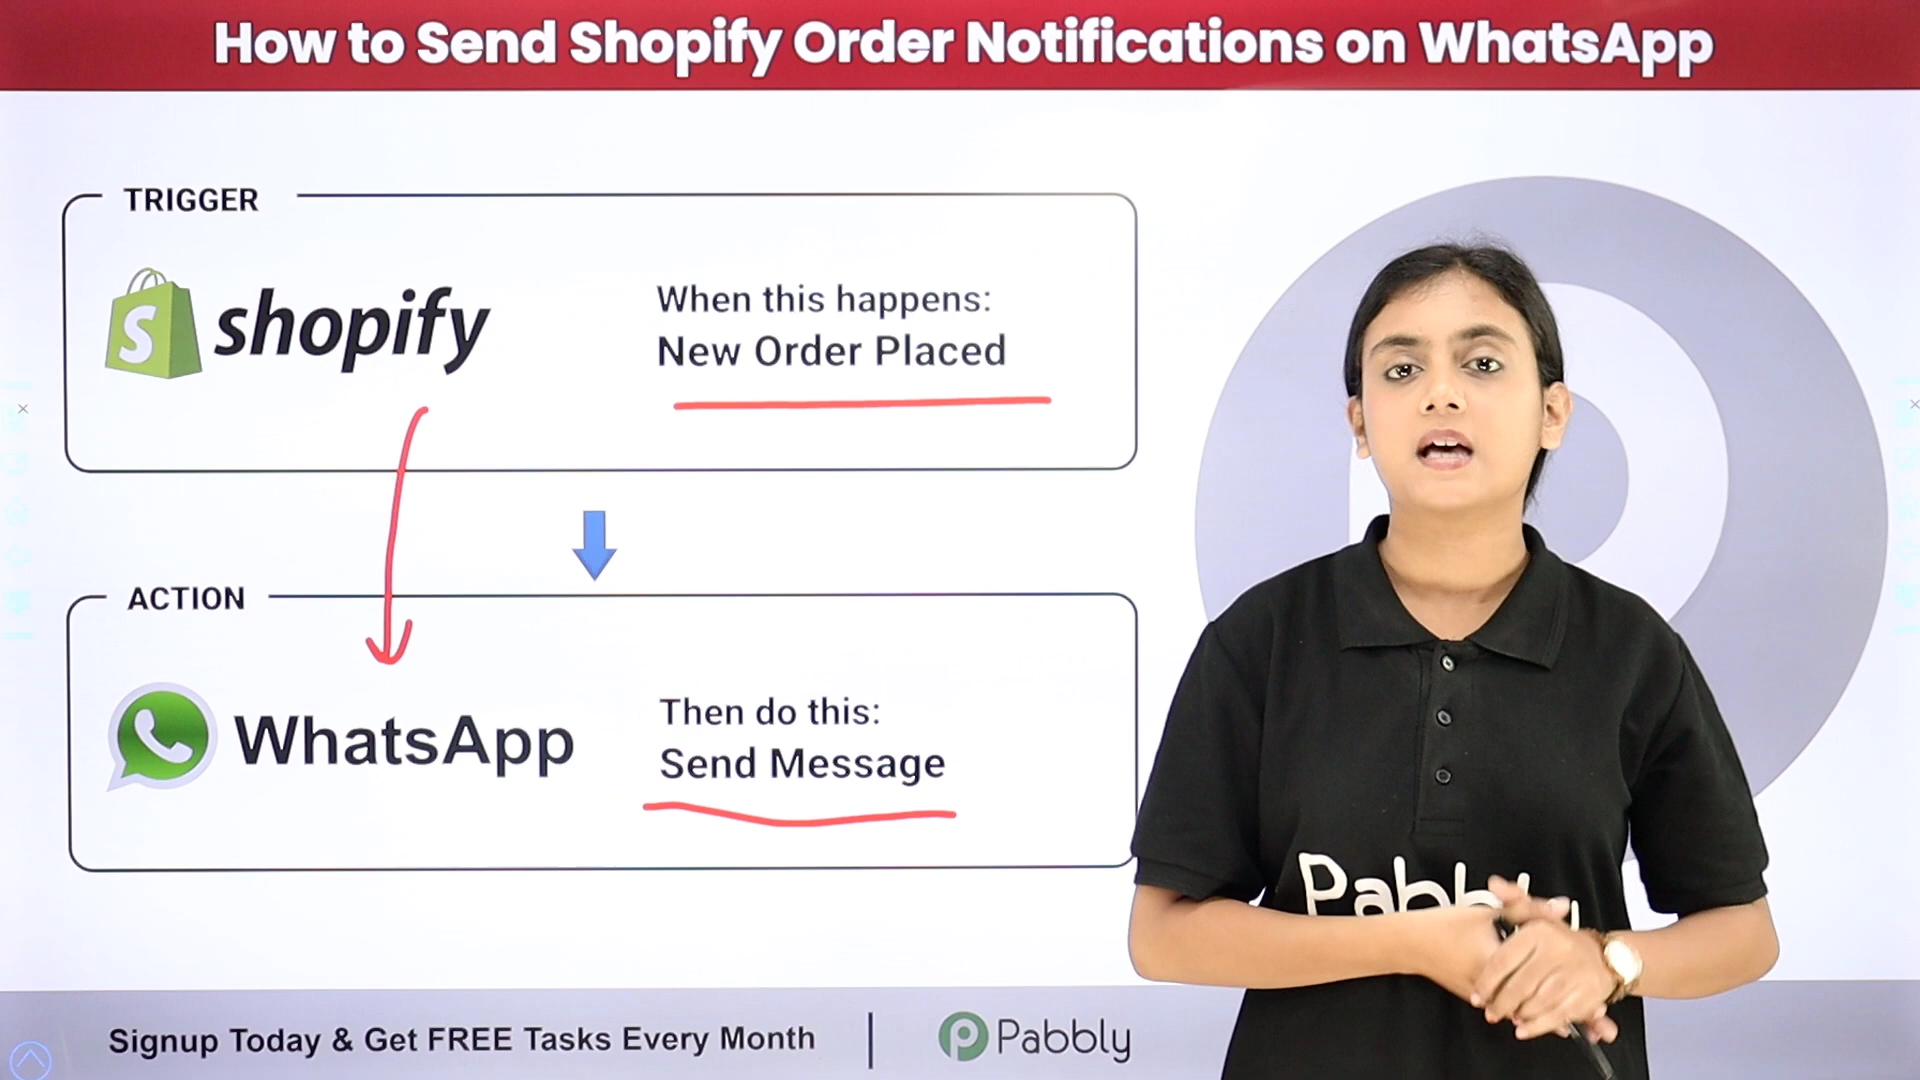 How to Send Shopify Order Notifications on WhatsApp
TRIGGER
shopify
When this happens:
New Order Placed
ACTION
WhatsApp
Then do this:
Send Message
Pabbly
Signup Today & Get FREE Tasks Every Month
Pabbly